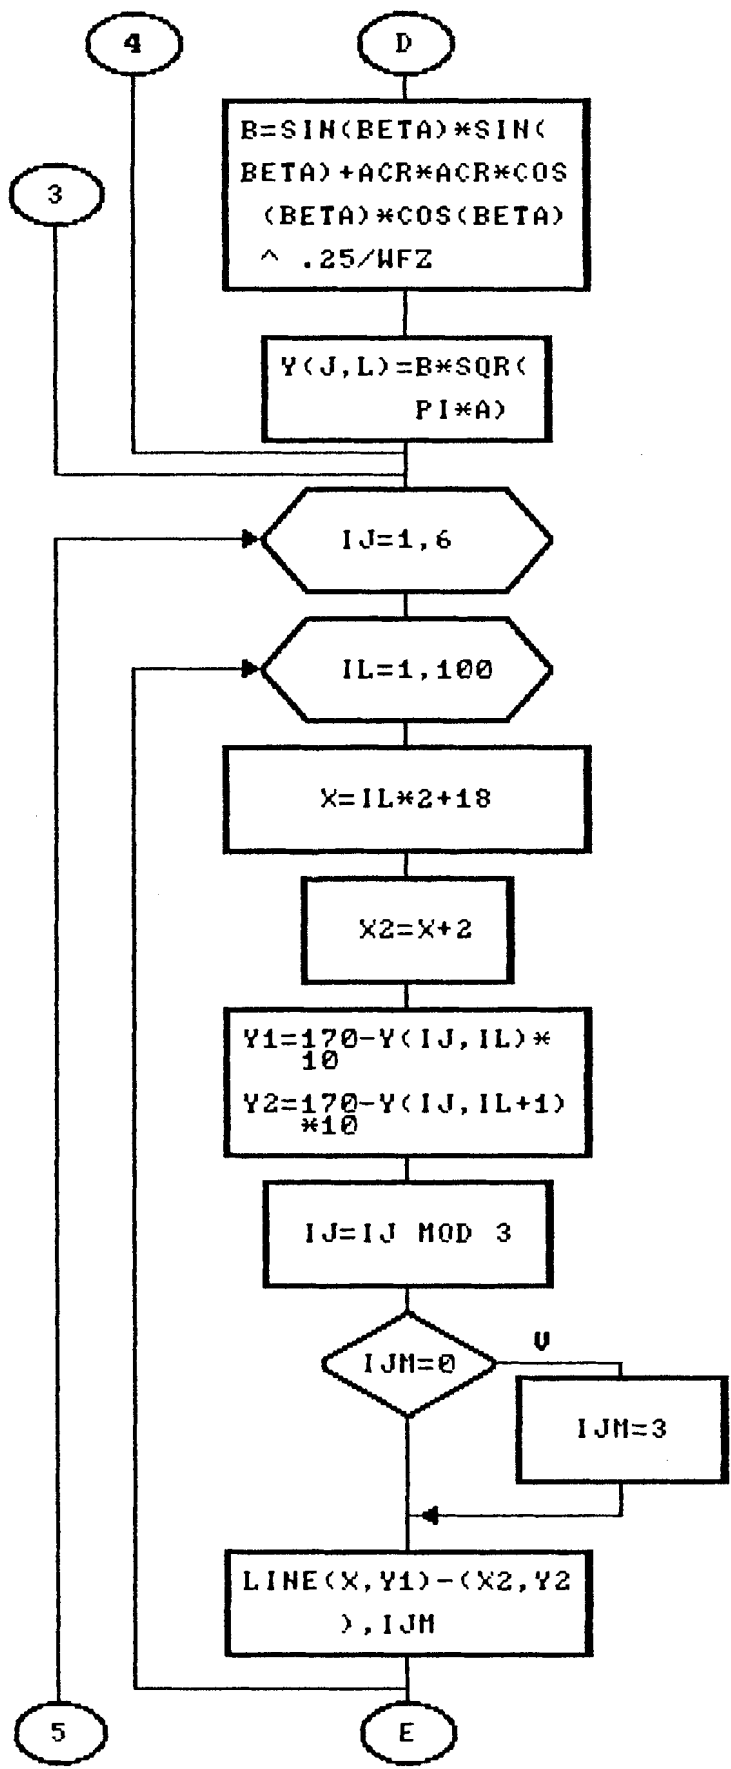 4
D
B=SIN(BETA)*SIN(
BETA)+ACR*ACR*COS
(BETA)*COS(BETA)
^ .25/WFZ
3
Y(J,L)=B*SQR(
PI*A)
IJ=1,6
IL=1,100
X=IL*2+18
X2=X+2
Y1=170-Y(IJ,IL)*
10
Y2=170-Y(IJ,IL+1)
*10
IJ=IJ MOD 3
IJM=0
V
IJM=3
LINE(X,Y1)-(X2,Y2
),IJM
5
E